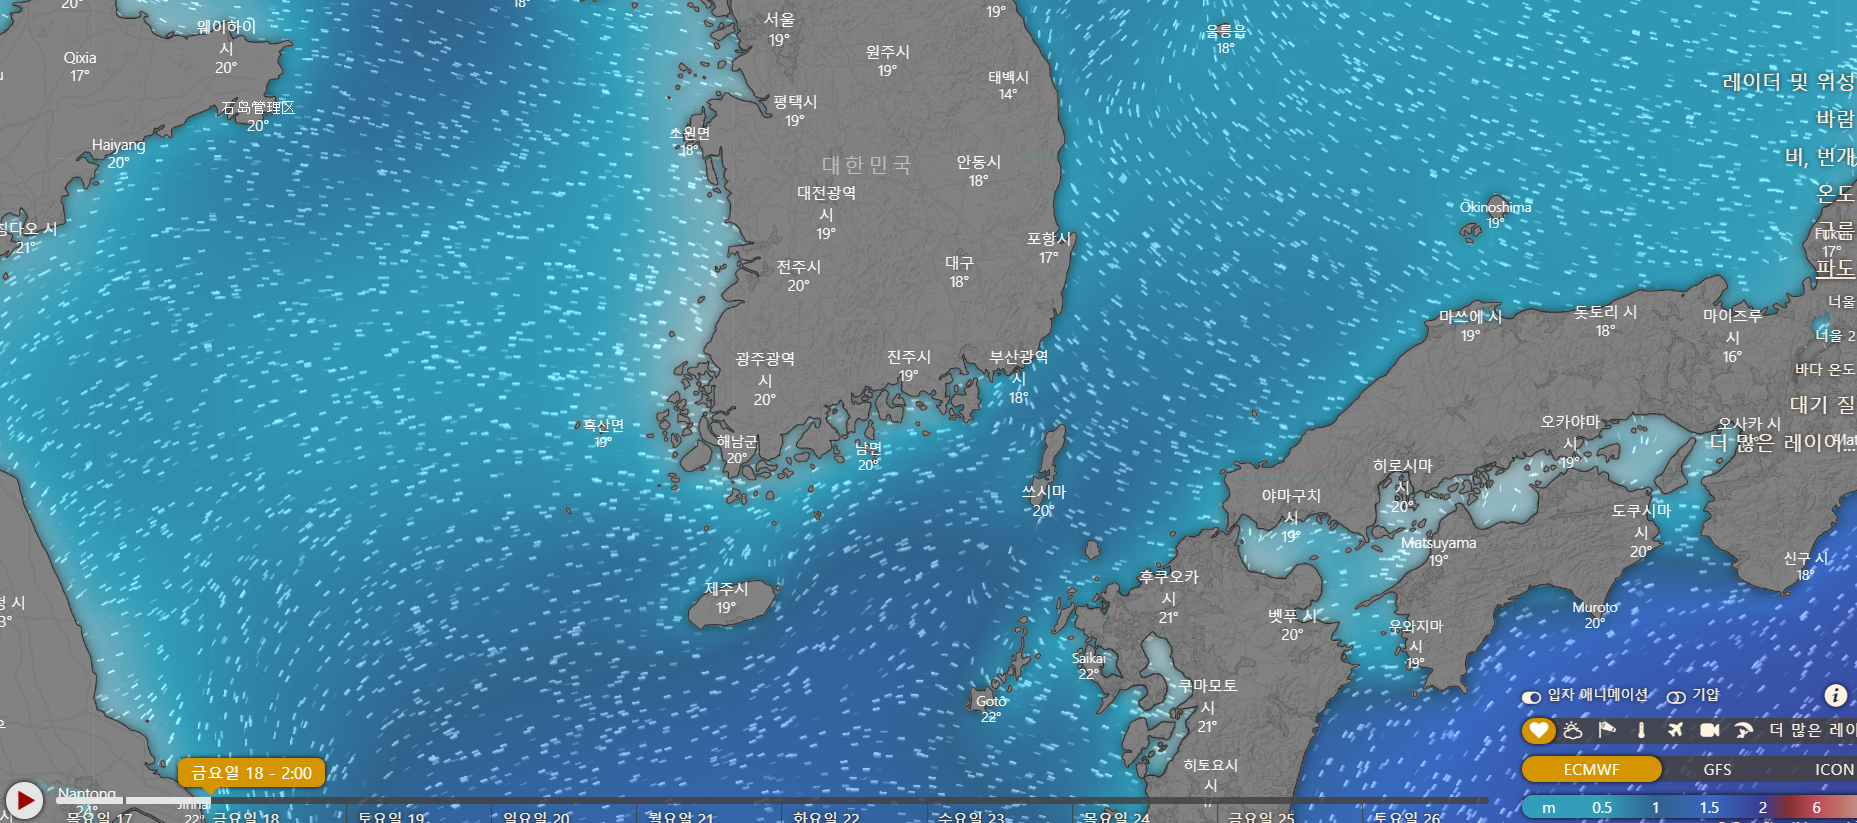 20°
18°
서울
19°
19°
울릉읍
18°
웨이하이
시
20°
Qixia
17°
원주시
19°
태백시
14°
레이더 및 위성
石岛管理区
20°
평택시
19°
바람
Haiyang
20°
소원면
18°
대한민국
안동시
18°
비, 번개
대전광역
시
19°
온도
Okinoshima
19°
칭다오 시
21°
포항시
17°
구름
17°
전주시
20°
대구
18°
파도
너울
마쓰에 시
19°
돗토리 시
18°
마이즈루
시
16°
너울 2
광주광역
시
20°
진주시
19°
부산광역
시
18°
바다 온도
대기 질
흑산면
19°
해남군
20°
남면
20°
오카야마
시
19°
오사카 시
더 많은 레이어...
히로시마
시
20°
쓰시마
20°
야마구치
시
19°
도쿠시마
시
20°
Matsuyama
19°
신구 시
18°
제주시
19°
후쿠오카
시
21°
벳푸 시
20°
Muroto
20°
우와지마
시
19°
Saikai
22°
쿠마모토
시
21°
Goto
22°
입자 애니메이션
기압
i
더 많은 레이
히토요시
시
금요일 18 - 2:00
ECMWF
GFS
ICON
Nantong
24°
Jinhai
22°
목요일 17
금요일 18
토요일 19
일요일 20
월요일 21
화요일 22
수요일 23
목요일 24
금요일 25
토요일 26
m
0.5
1
1.5
2
6